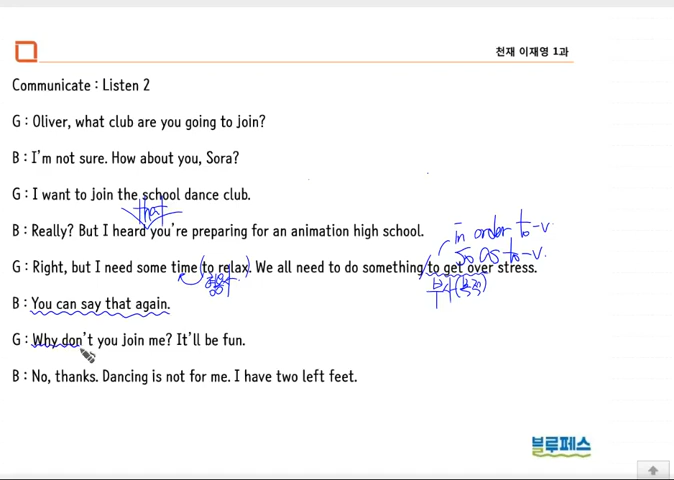 천재 이재영 1과
Communicate : Listen 2
G : Oliver, what club are you going to join?
B : I'm not sure. How about you, Sora?
G : I want to join the school dance club.
that
B : Really? But I heard you're preparing for an animation high school.
in order to-v
so as to-v.
G : Right, but I need some time (to relax). We all need to do something/to get over stress.
B : You can say that again.
G : Why don't you join me? It'll be fun.
B : No, thanks. Dancing is not for me. I have two left feet.
블루페스